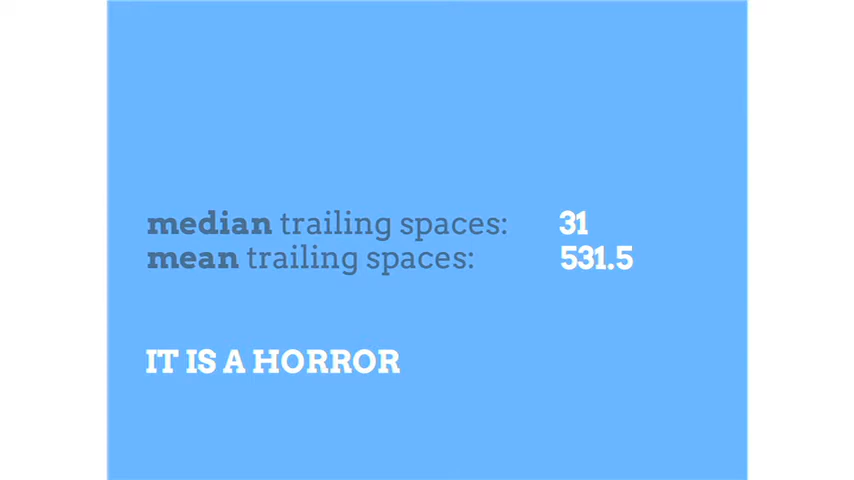 median trailing spaces: 31
mean trailing spaces: 531.5
IT IS A HORROR